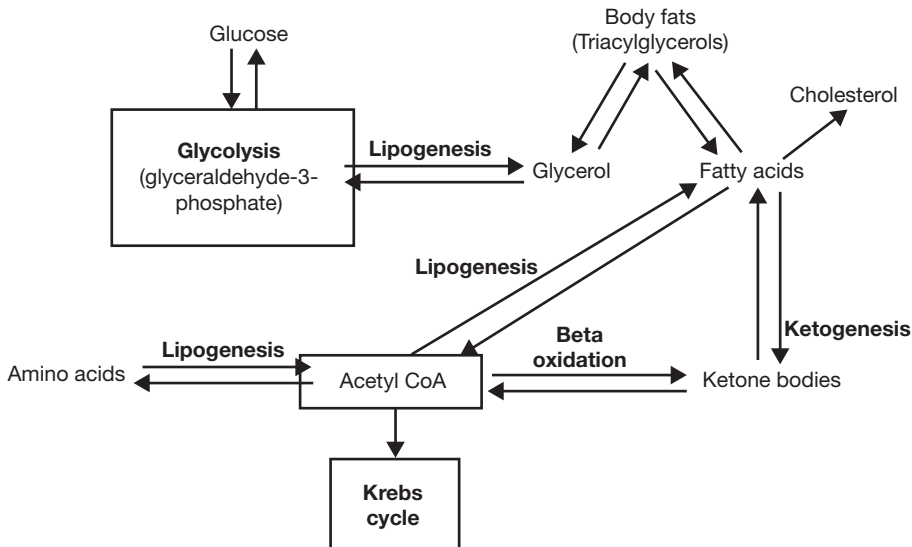 Glucose
Body fats
(Triacylglycerols)
Cholesterol
Glycolysis
(glyceraldehyde-3-
phosphate)
Lipogenesis
Glycerol
Fatty acids
Lipogenesis
Ketogenesis
Beta
oxidation
Lipogenesis
Amino acids
Acetyl CoA
Ketone bodies
Krebs
cycle